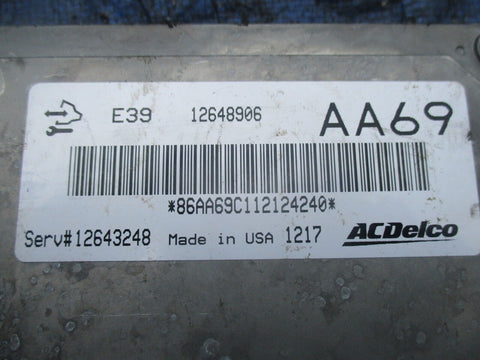 E39 12648906 AA69
*86AA69C112124240*
Serv#12643248 Made in USA 1217 ACDelco